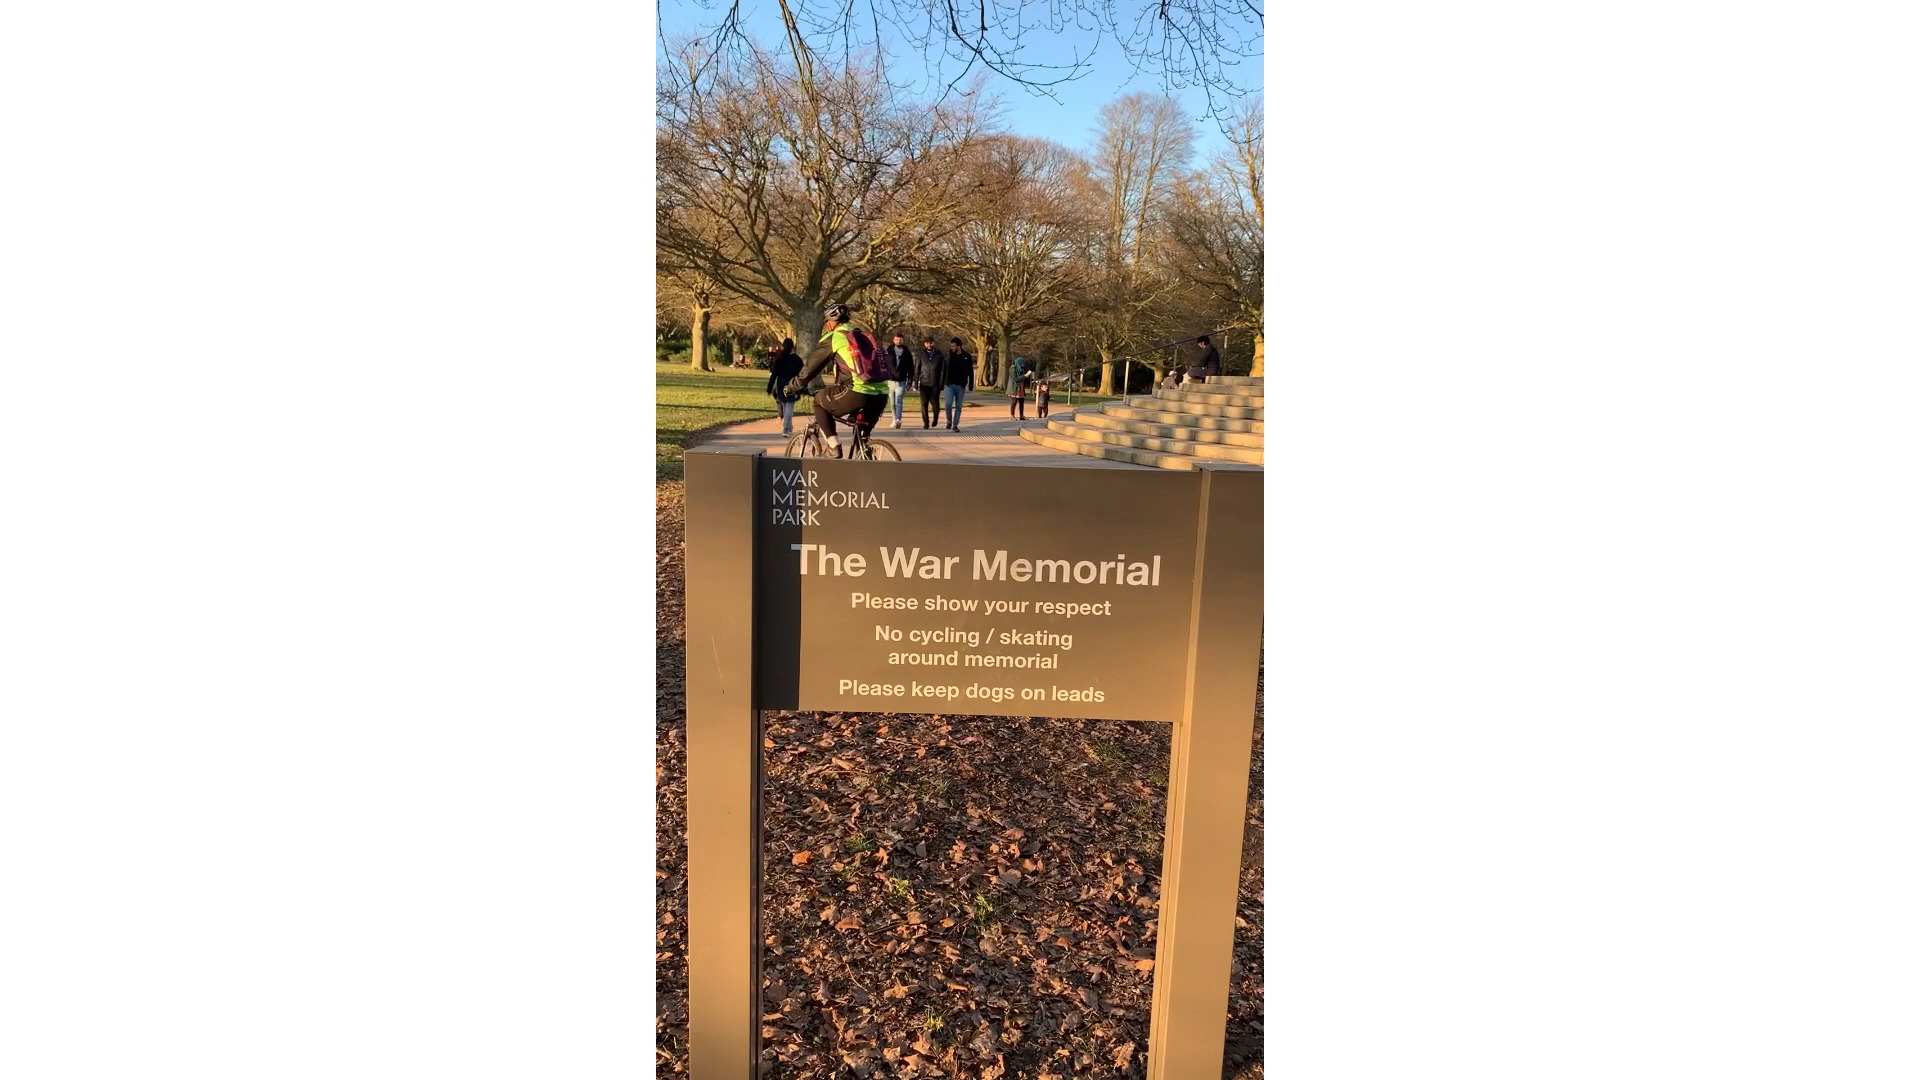 WAR
MEMORIAL
PARK
The War Memorial
Please show your respect
No cycling / skating
around memorial
Please keep dogs on leads